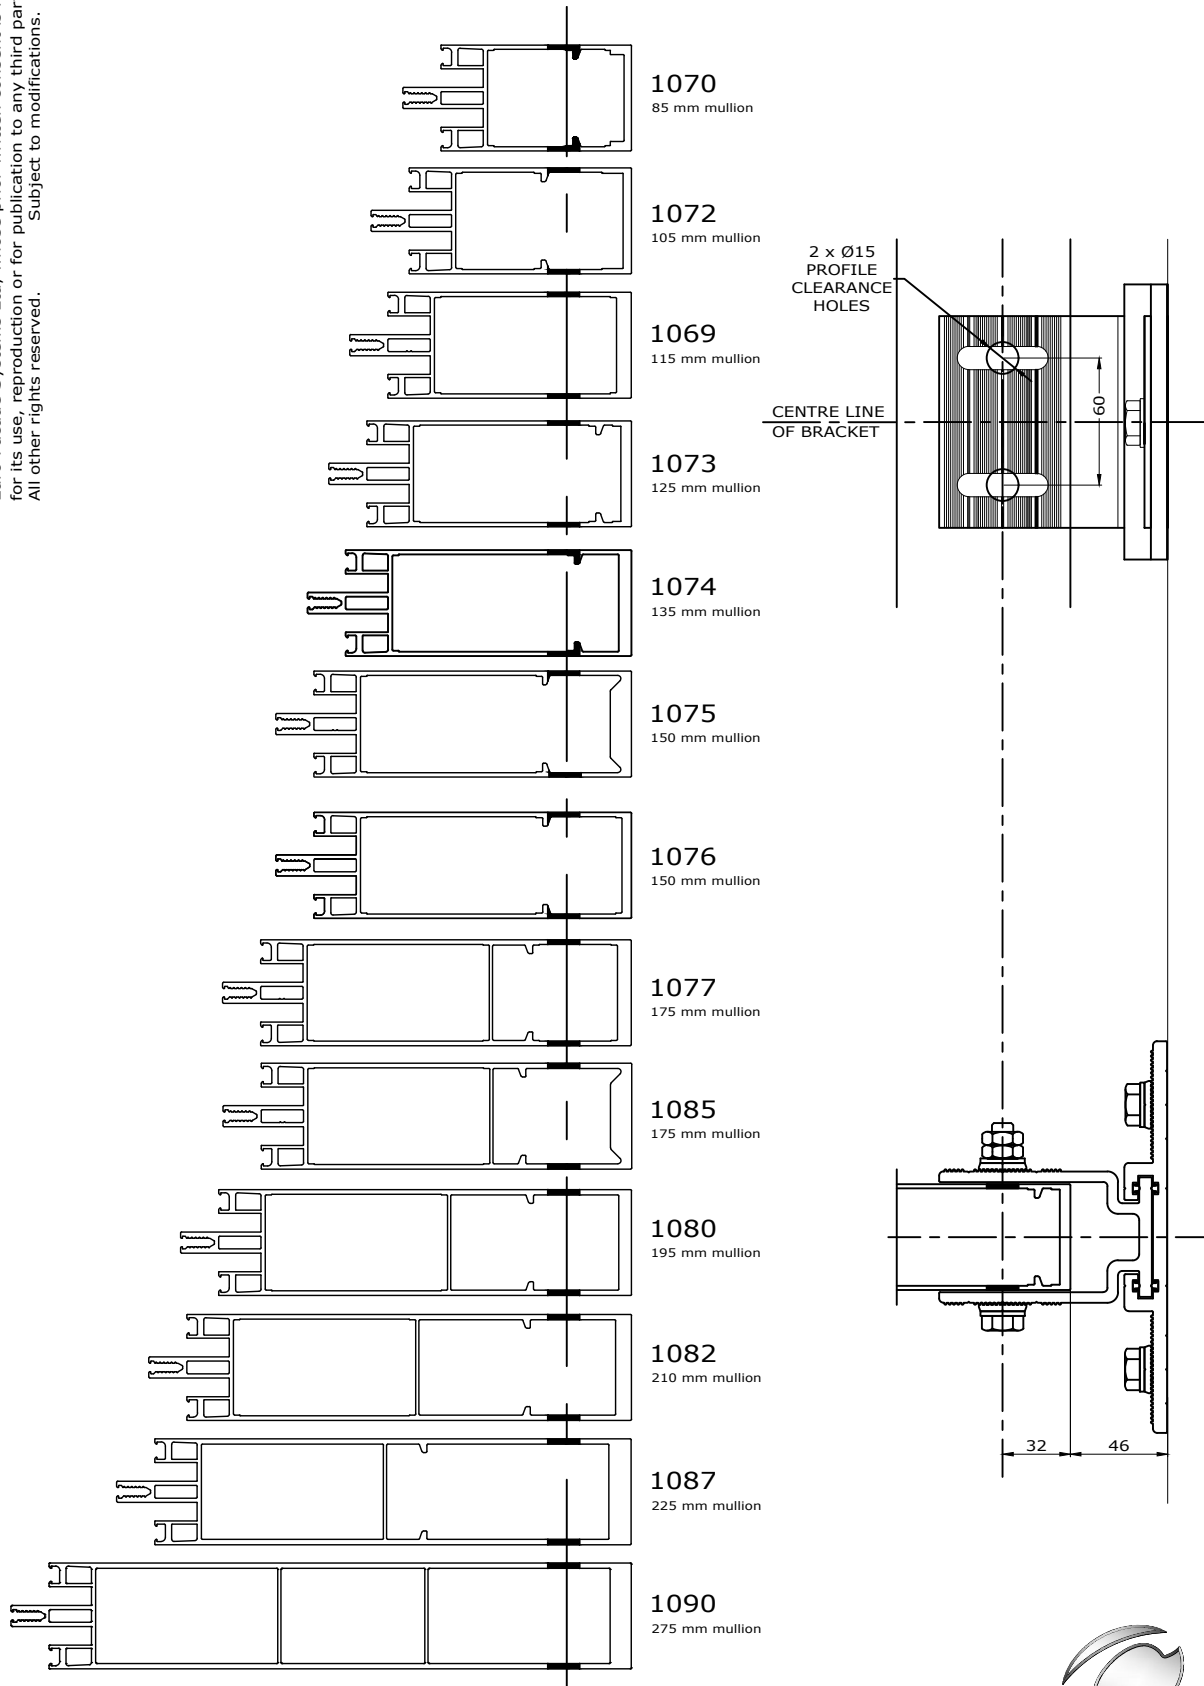 for its use, reproduction or for publication to any third par
All other rights reserved. Subject to modifications.
1070
85 mm mullion
1072
105 mm mullion
1069
115 mm mullion
1073
125 mm mullion
1074
135 mm mullion
1075
150 mm mullion
1076
150 mm mullion
1077
175 mm mullion
1085
175 mm mullion
1080
195 mm mullion
1082
210 mm mullion
1087
225 mm mullion
1090
275 mm mullion
2 x Ø15
PROFILE
CLEARANCE
HOLES
60
CENTRE LINE
OF BRACKET
32
46